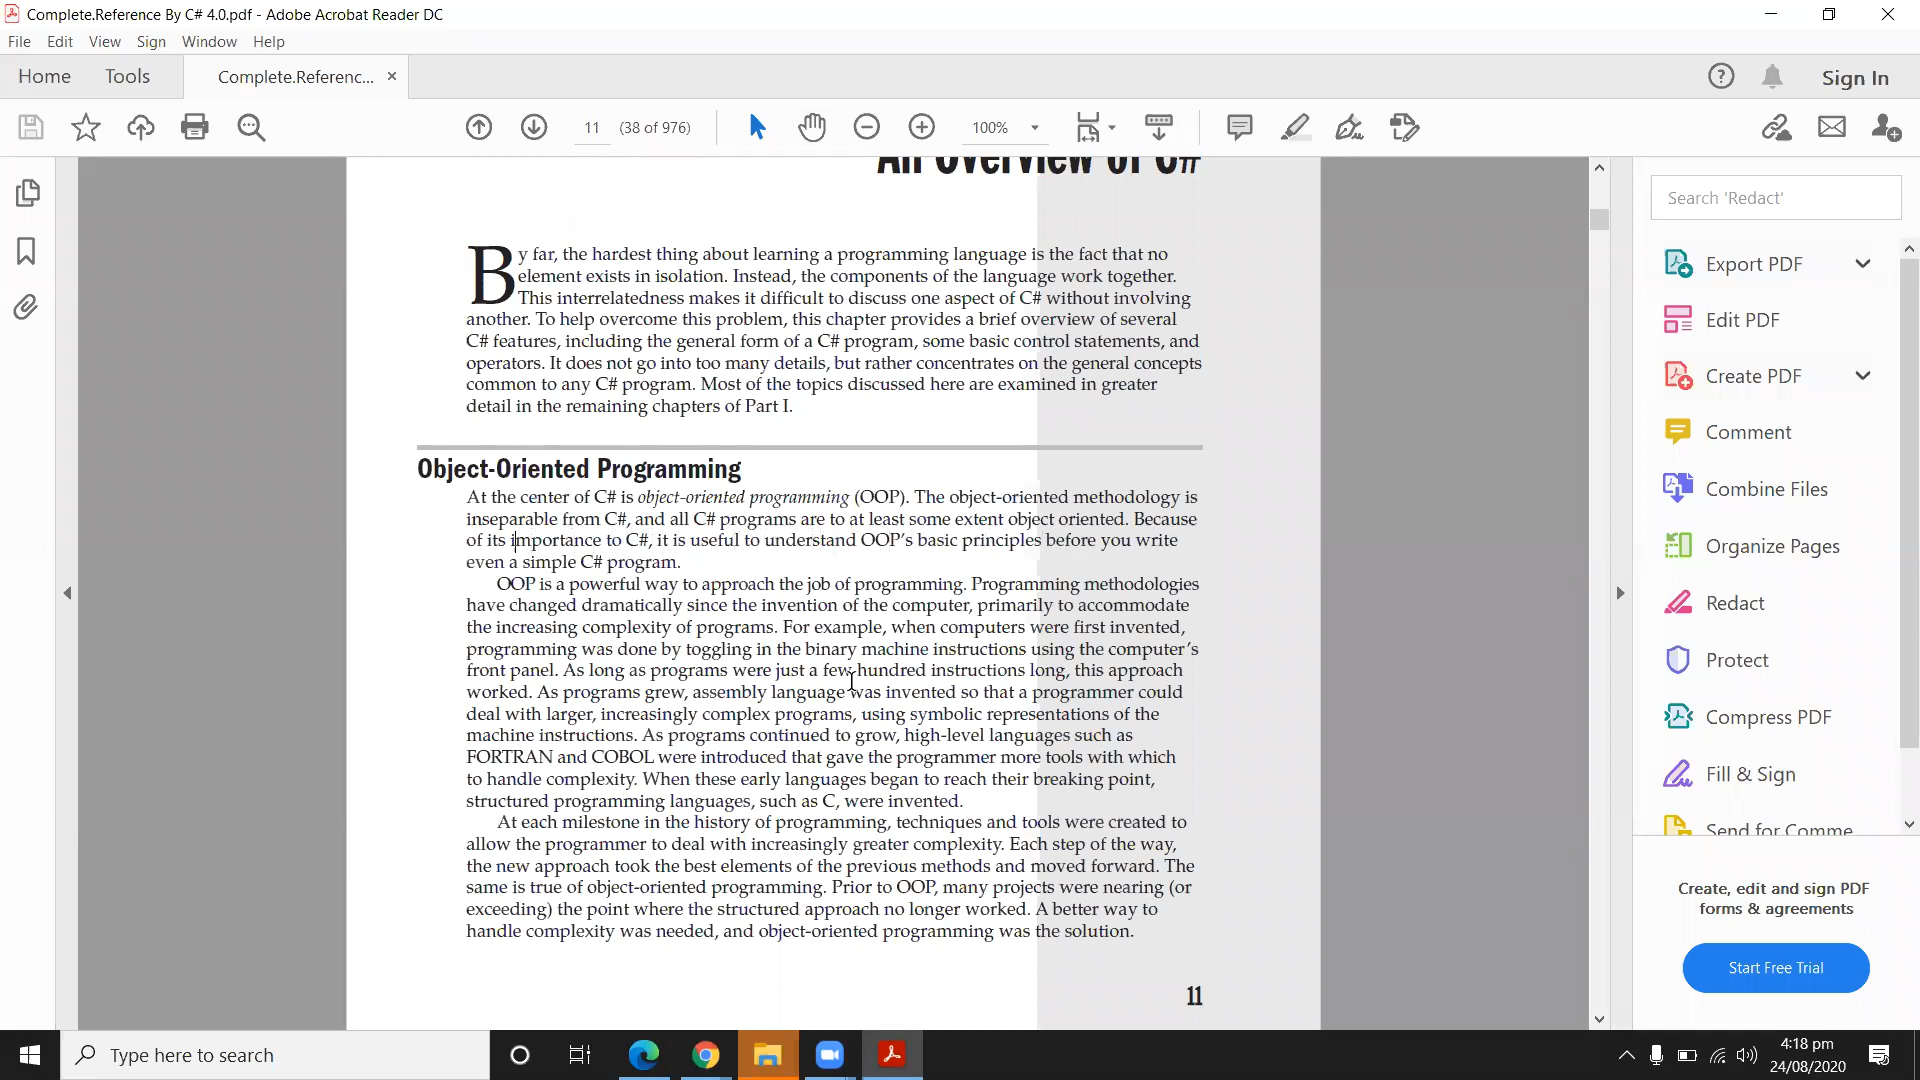 Complete.Reference By C# 4.0.pdf - Adobe Acrobat Reader DC
File Edit View Sign Window Help
Home Tools Complete.Referenc... × Sign In
11 (38 of 976) 100%
An Overview of C#
Search 'Redact'
By far, the hardest thing about learning a programming language is the fact that no
element exists in isolation. Instead, the components of the language work together.
This interrelatedness makes it difficult to discuss one aspect of C# without involving
another. To help overcome this problem, this chapter provides a brief overview of several
C# features, including the general form of a C# program, some basic control statements, and
operators. It does not go into too many details, but rather concentrates on the general concepts
common to any C# program. Most of the topics discussed here are examined in greater
detail in the remaining chapters of Part I.
Object-Oriented Programming
At the center of C# is object-oriented programming (OOP). The object-oriented methodology is
inseparable from C#, and all C# programs are to at least some extent object oriented. Because
of its importance to C#, it is useful to understand OOP's basic principles before you write
even a simple C# program.
OOP is a powerful way to approach the job of programming. Programming methodologies
have changed dramatically since the invention of the computer, primarily to accommodate
the increasing complexity of programs. For example, when computers were first invented,
programming was done by toggling in the binary machine instructions using the computer's
front panel. As long as programs were just a few hundred instructions long, this approach
worked. As programs grew, assembly language was invented so that a programmer could
deal with larger, increasingly complex programs, using symbolic representations of the
machine instructions. As programs continued to grow, high-level languages such as
FORTRAN and COBOL were introduced that gave the programmer more tools with which
to handle complexity. When these early languages began to reach their breaking point,
structured programming languages, such as C, were invented.
At each milestone in the history of programming, techniques and tools were created to
allow the programmer to deal with increasingly greater complexity. Each step of the way,
the new approach took the best elements of the previous methods and moved forward. The
same is true of object-oriented programming. Prior to OOP, many projects were nearing (or
exceeding) the point where the structured approach no longer worked. A better way to
handle complexity was needed, and object-oriented programming was the solution.
11
Export PDF
Edit PDF
Create PDF
Comment
Combine Files
Organize Pages
Redact
Protect
Compress PDF
Fill & Sign
Send for Comme
Create, edit and sign PDF
forms & agreements
Start Free Trial
Type here to search
4:18 pm
24/08/2020